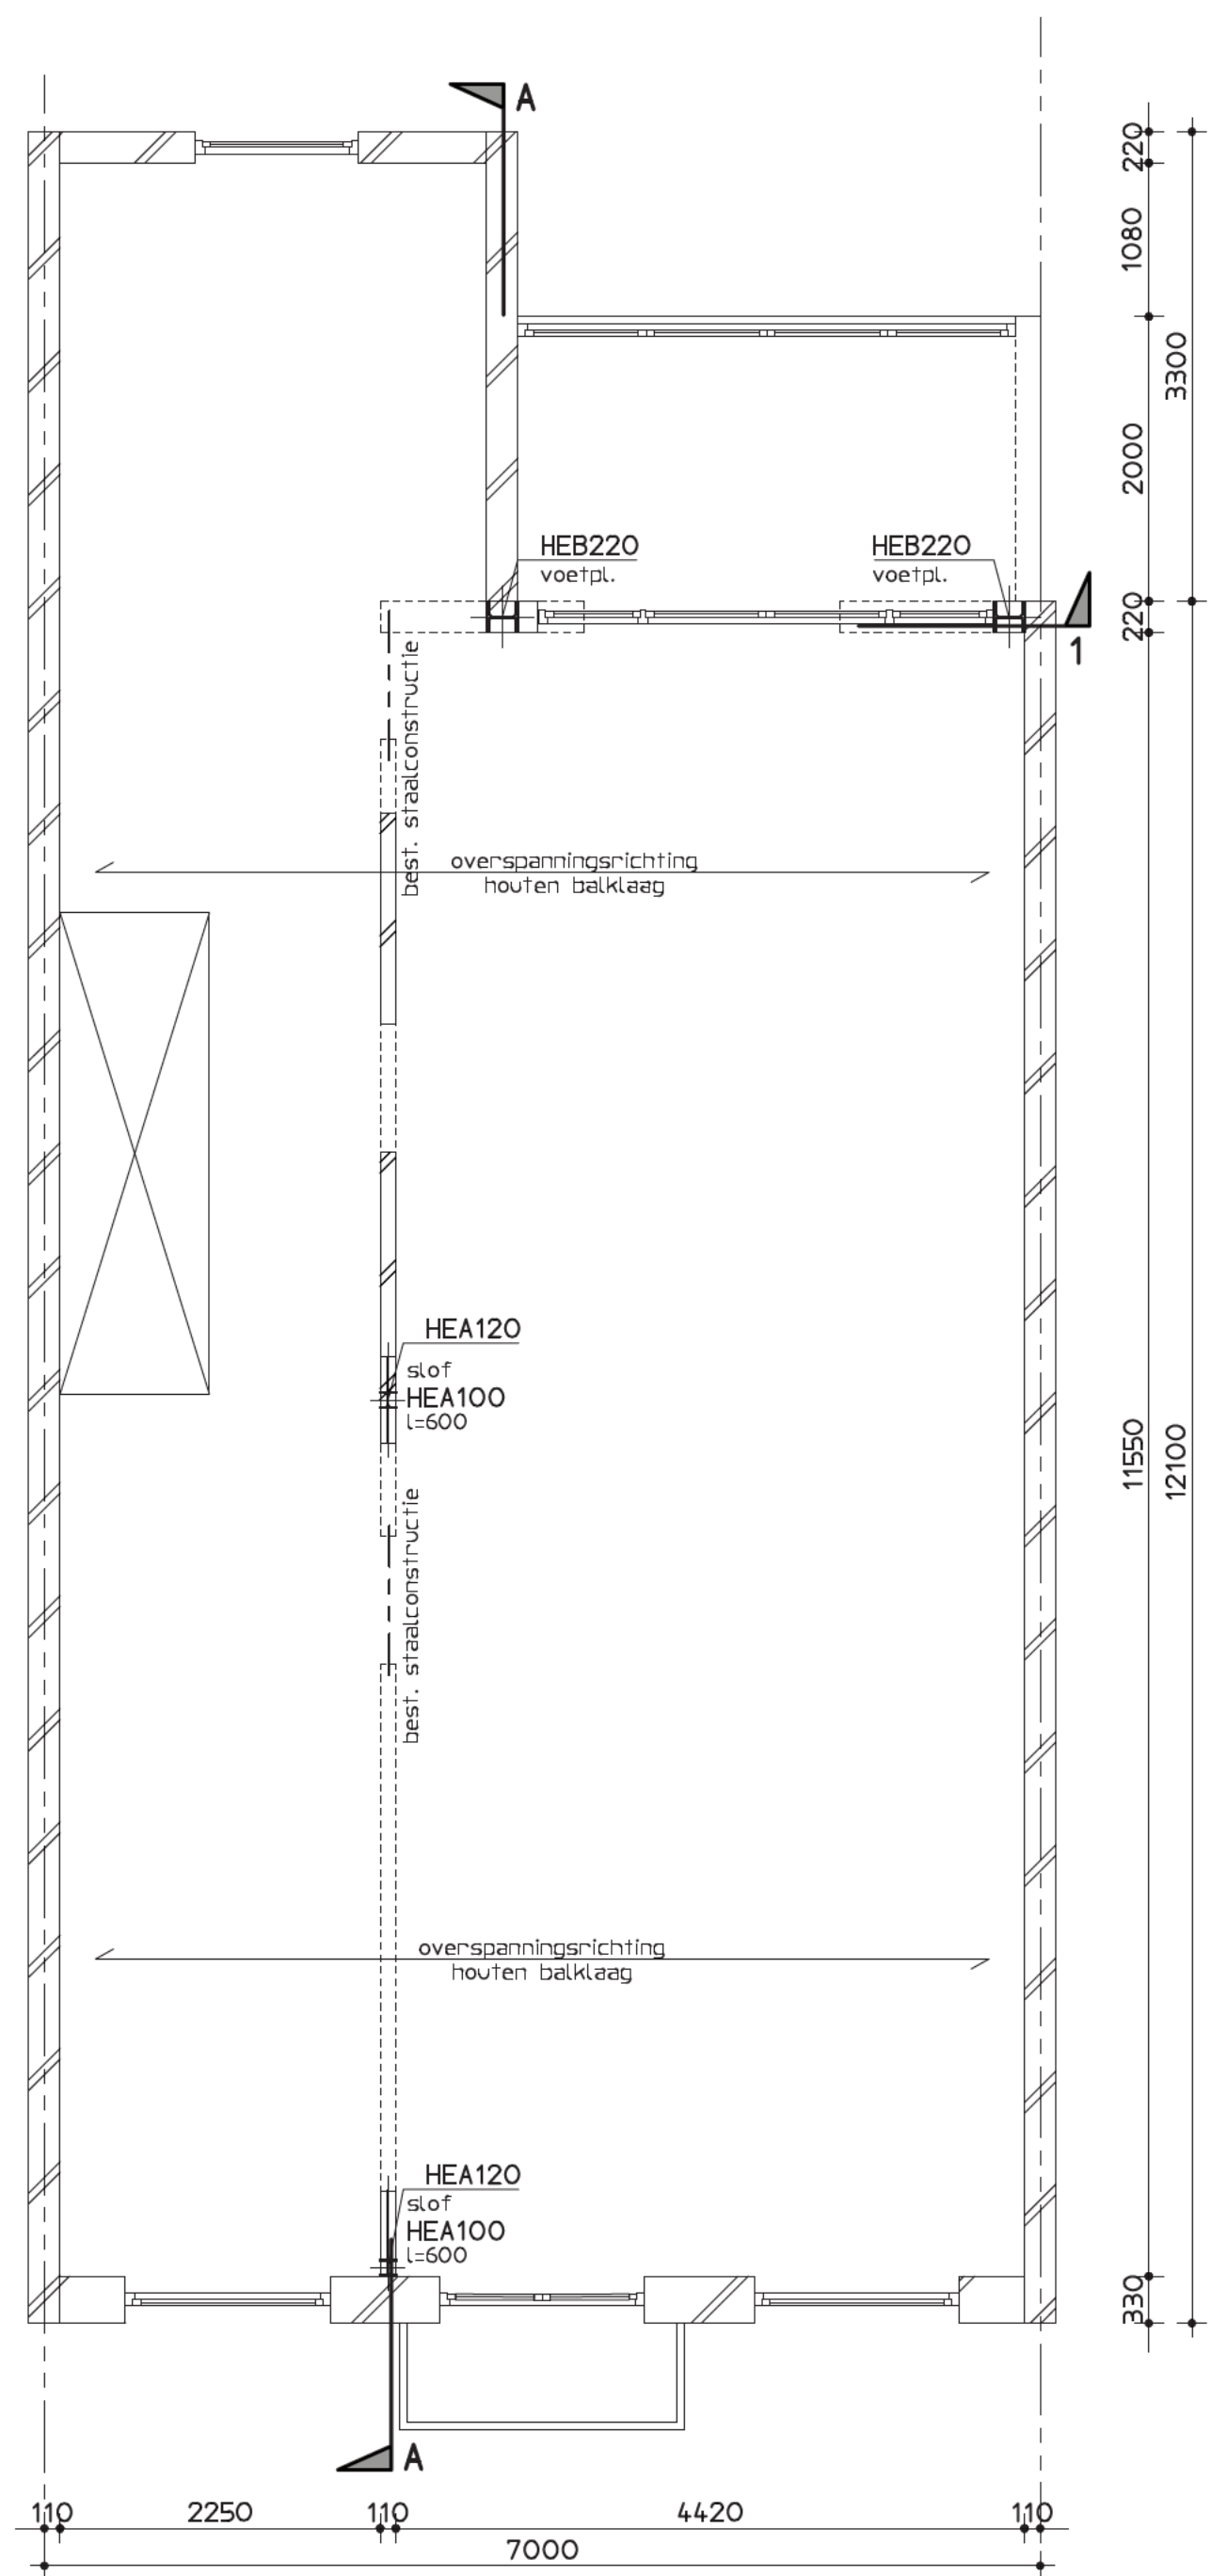 A
220
1080
3300
2000
HEB220
voetpl.
HEB220
voetpl.
220
1
best. staalconstructie
overspanningsrichting
houten balklaag
HEA120
slof
HEA100
l=600
best. staalconstructie
11550
12100
overspanningsrichting
houten balklaag
HEA120
slof
HEA100
l=600
330
A
110
2250
110
4420
110
7000